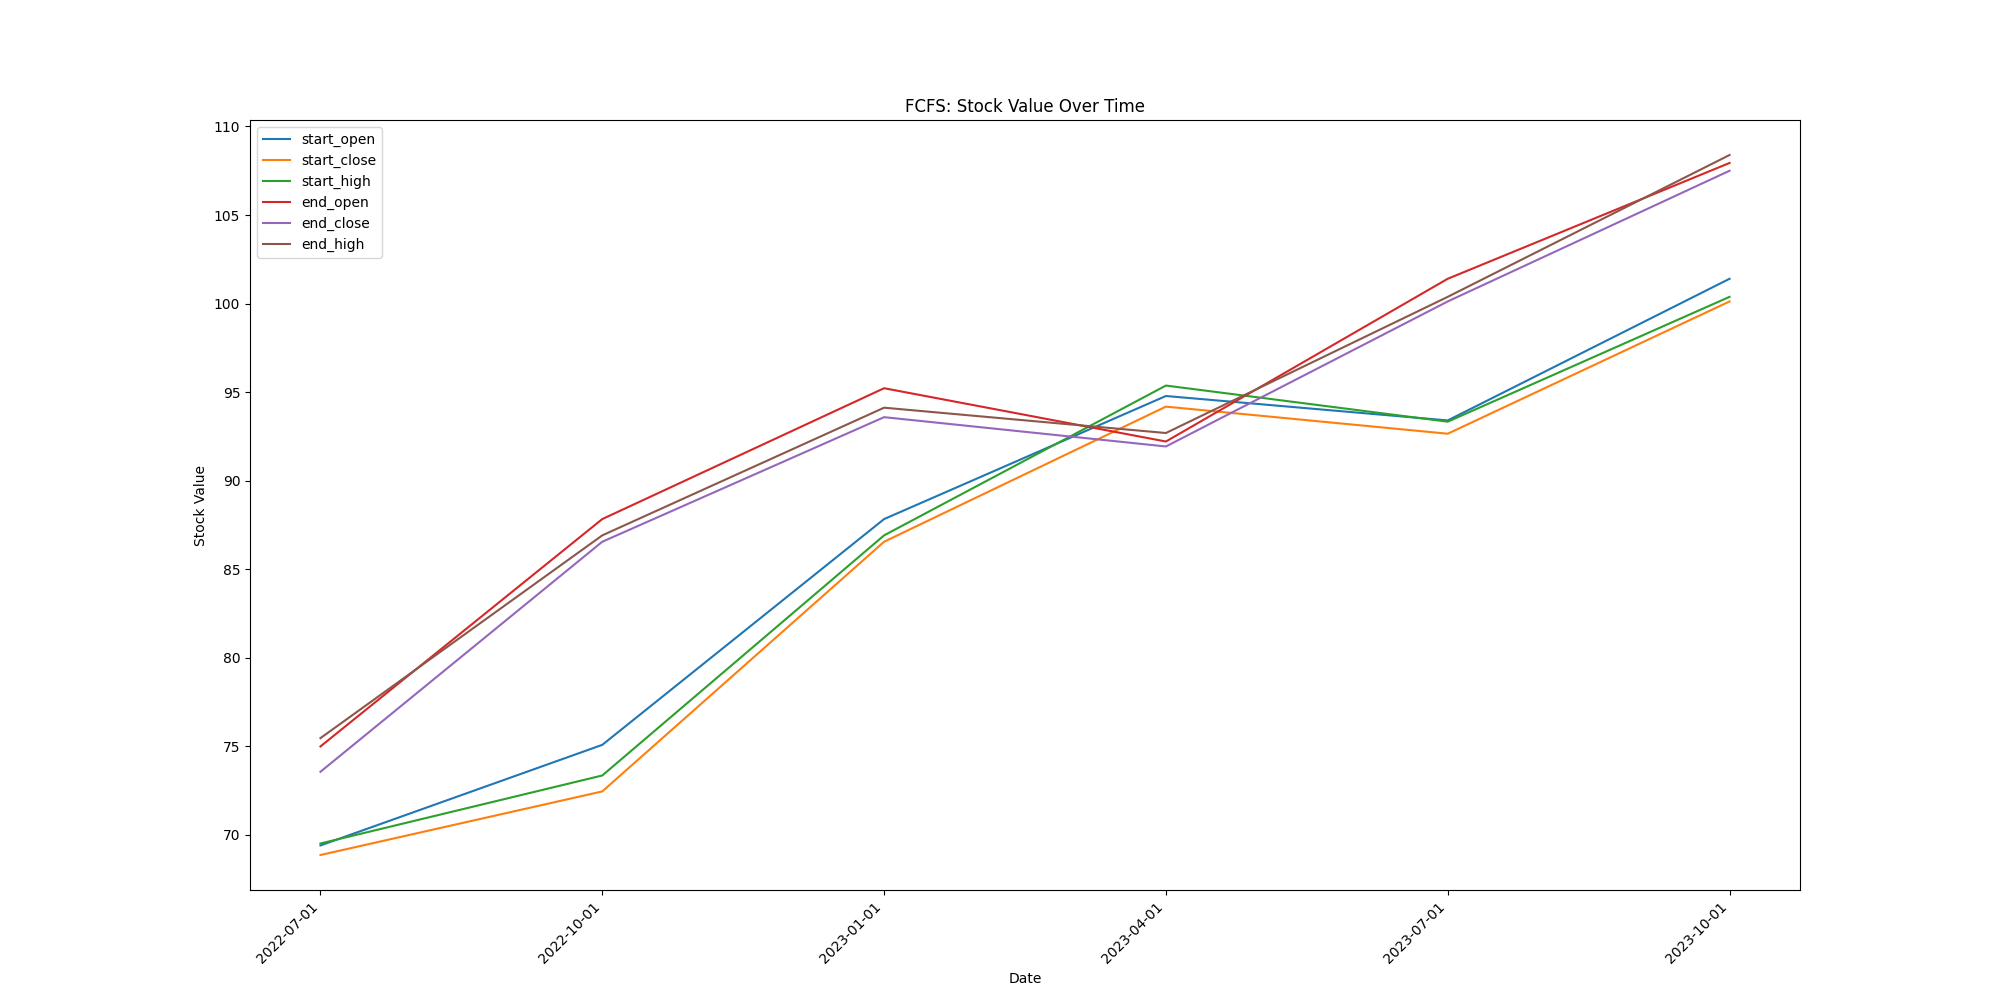 FCFS: Stock Value Over Time
start_open
start_close
start_high
end_open
end_close
end_high
110
105
100
95
90
85
80
75
70
Stock Value
2022-07-01
2022-10-01
2023-01-01
2023-04-01
2023-07-01
2023-10-01
Date